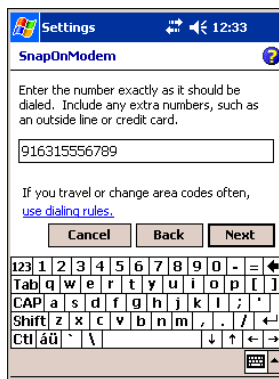 Settings 12:33
SnapOnModem ?
Enter the number exactly as it should be
dialed. Include any extra numbers, such as
an outside line or credit card.
916315556789
If you travel or change area codes often,
use dialing rules.
Cancel Back Next
123 1 2 3 4 5 6 7 8 9 0 - = ←
Tab q w e r t y u i o p [ ]
CAP a s d f g h j k l ; '
Shift z x c v b n m , . / ↵
Ctl áü ` \ ↓ ↑ ← →